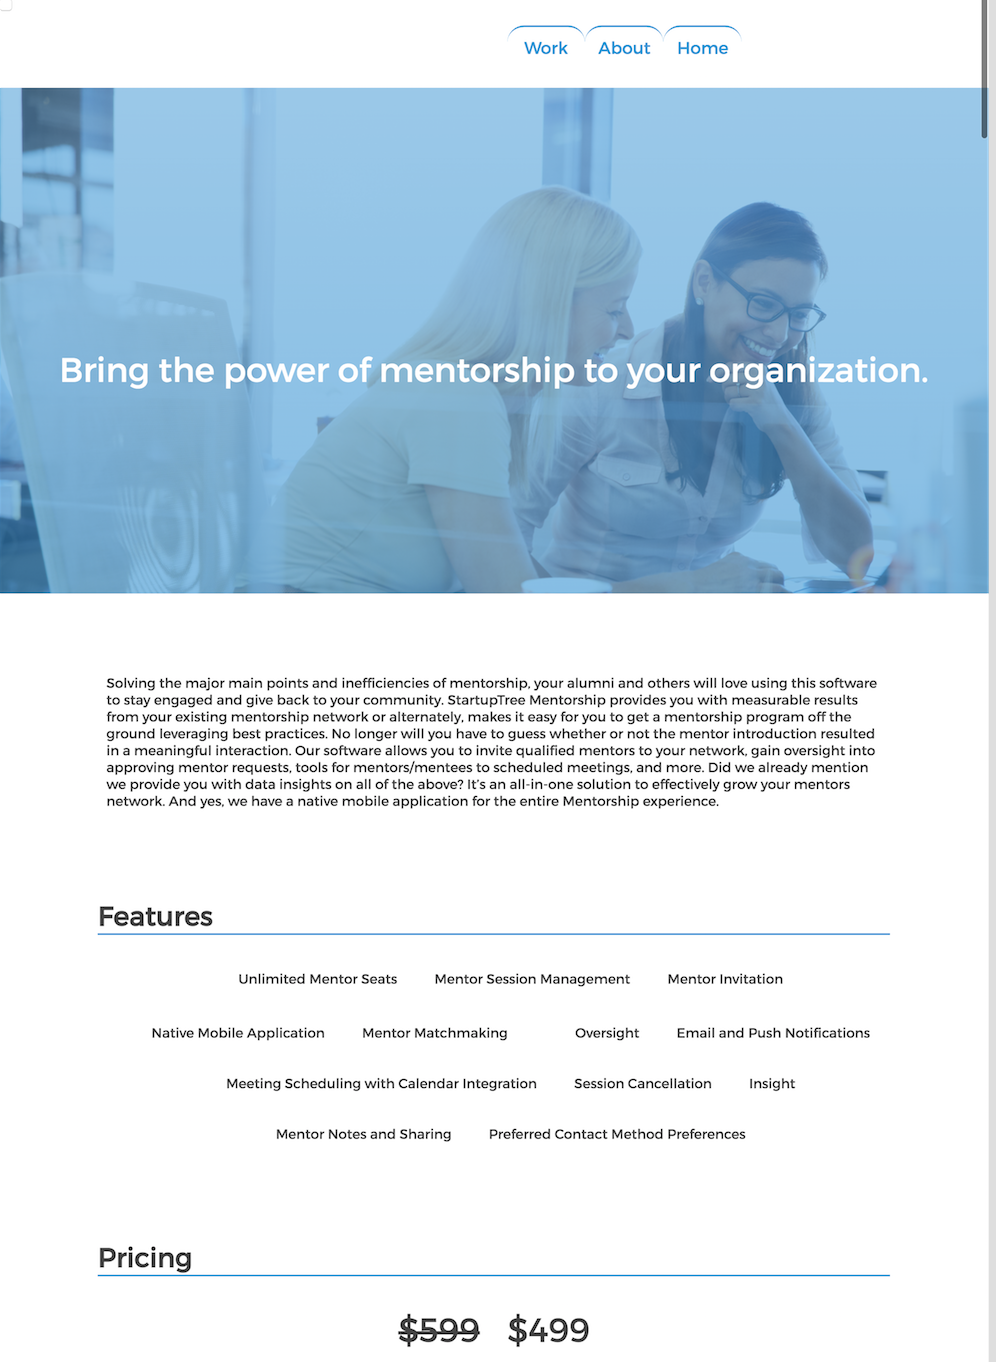 Work About Home
Bring the power of mentorship to your organization.
Solving the major main points and inefficiencies of mentorship, your alumni and others will love using this software
to stay engaged and give back to your community. StartupTree Mentorship provides you with measurable results
from your existing mentorship network or alternately, makes it easy for you to get a mentorship program off the
ground leveraging best practices. No longer will you have to guess whether or not the mentor introduction resulted
in a meaningful interaction. Our software allows you to invite qualified mentors to your network, gain oversight into
approving mentor requests, tools for mentors/mentees to scheduled meetings, and more. Did we already mention
we provide you with data insights on all of the above? It's an all-in-one solution to effectively grow your mentors
network. And yes, we have a native mobile application for the entire Mentorship experience.
Features
Unlimited Mentor Seats Mentor Session Management Mentor Invitation
Native Mobile Application Mentor Matchmaking Oversight Email and Push Notifications
Meeting Scheduling with Calendar Integration Session Cancellation Insight
Mentor Notes and Sharing Preferred Contact Method Preferences
Pricing
$599 $499